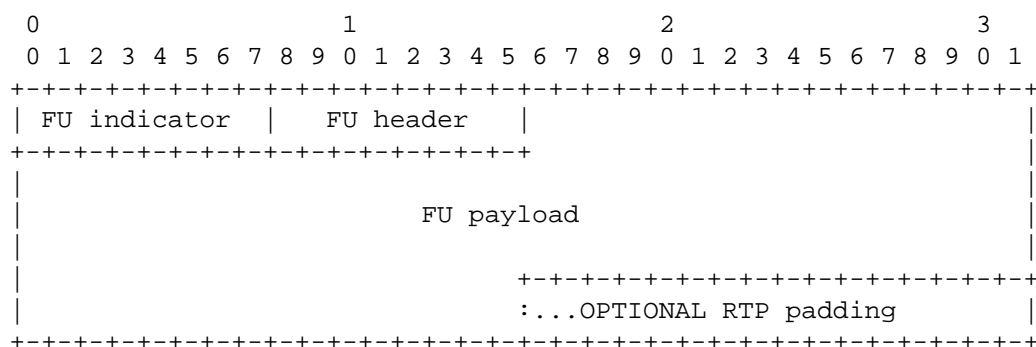 0                   1                   2                   3
 0 1 2 3 4 5 6 7 8 9 0 1 2 3 4 5 6 7 8 9 0 1 2 3 4 5 6 7 8 9 0 1
+-+-+-+-+-+-+-+-+-+-+-+-+-+-+-+-+-+-+-+-+-+-+-+-+-+-+-+-+-+-+-+-+
| FU indicator  |   FU header   |                               |
+-+-+-+-+-+-+-+-+-+-+-+-+-+-+-+-+                               |
|                                                               |
|                         FU payload                            |
|                                                               |
|                               +-+-+-+-+-+-+-+-+-+-+-+-+-+-+-+-+
|                               :...OPTIONAL RTP padding        |
+-+-+-+-+-+-+-+-+-+-+-+-+-+-+-+-+-+-+-+-+-+-+-+-+-+-+-+-+-+-+-+-+